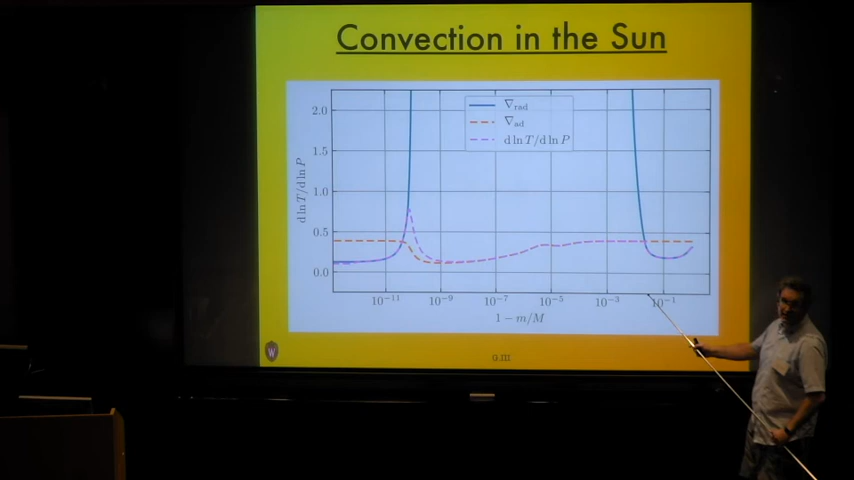 Convection in the Sun
∇rad
∇ad
d ln T/d ln P
d ln T/d ln P
2.0
1.5
1.0
0.5
0.0
10⁻¹¹
10⁻⁹
10⁻⁷
10⁻⁵
10⁻³
10⁻¹
1 − m/M
W